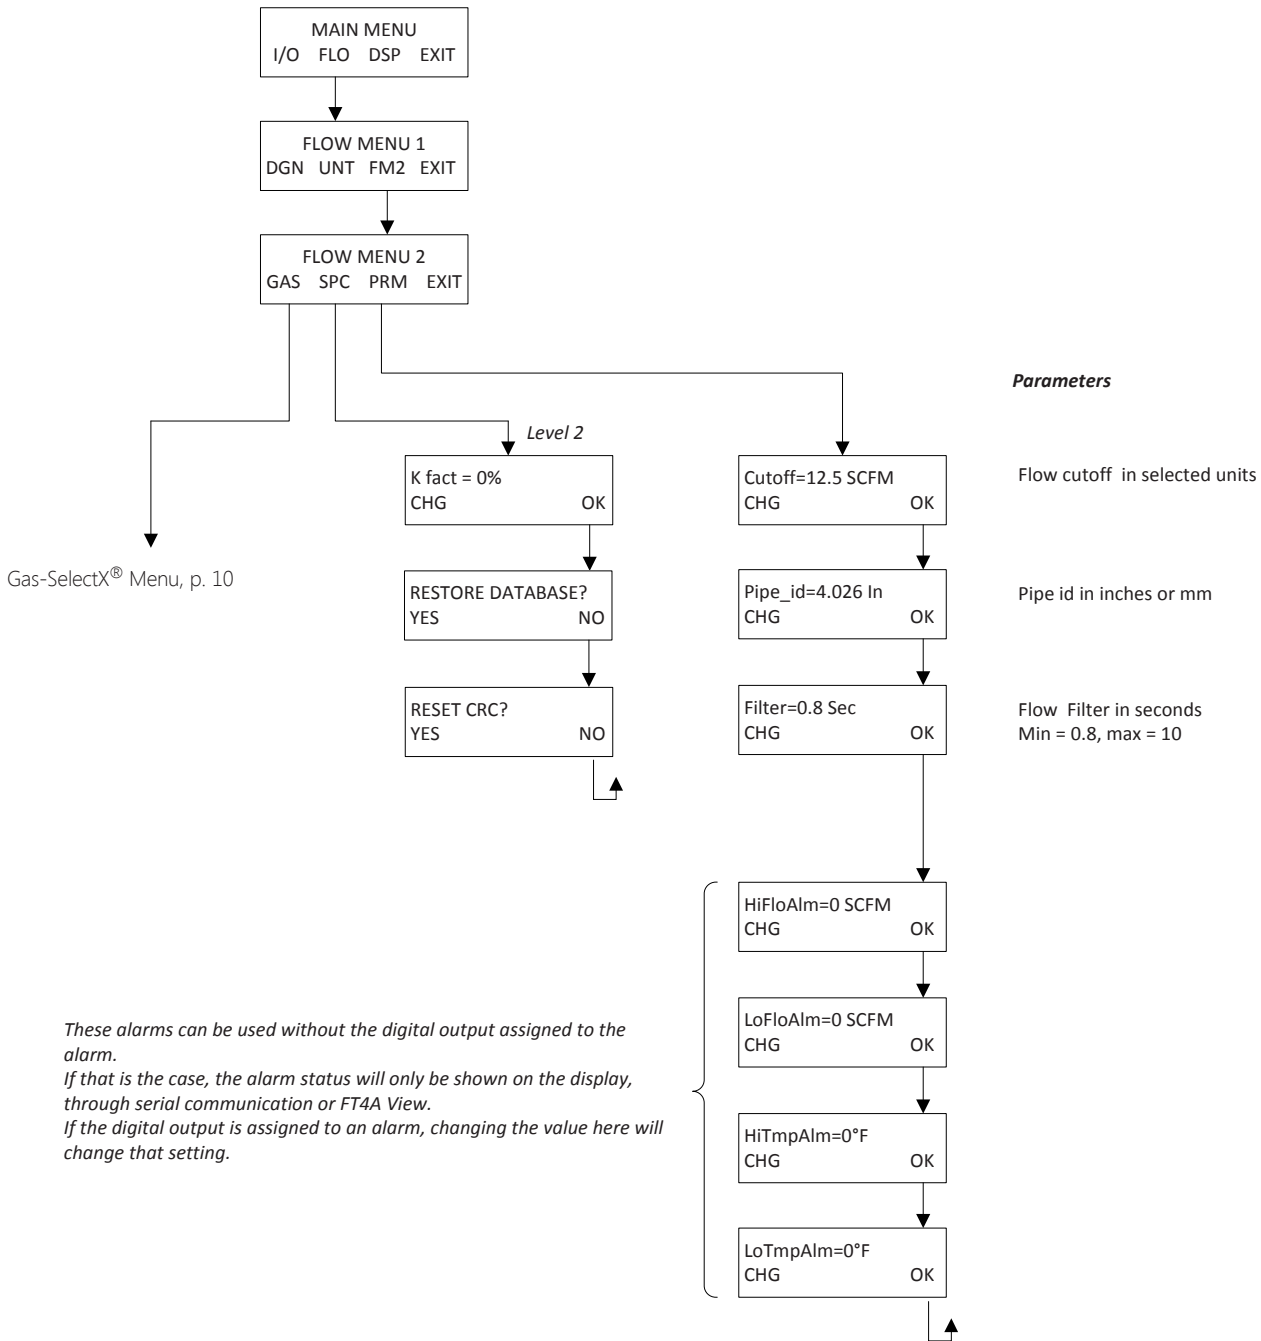 MAIN MENU
I/O FLO DSP EXIT
FLOW MENU 1
DGN UNT FM2 EXIT
FLOW MENU 2
GAS SPC PRM EXIT
Gas-SelectX® Menu, p. 10
Level 2
K fact = 0%
CHG OK
RESTORE DATABASE?
YES NO
RESET CRC?
YES NO
Parameters
Cutoff=12.5 SCFM
CHG OK
Flow cutoff in selected units
Pipe_id=4.026 In
CHG OK
Pipe id in inches or mm
Filter=0.8 Sec
CHG OK
Flow Filter in seconds
Min = 0.8, max = 10
HiFloAlm=0 SCFM
CHG OK
LoFloAlm=0 SCFM
CHG OK
HiTmpAlm=0°F
CHG OK
LoTmpAlm=0°F
CHG OK
These alarms can be used without the digital output assigned to the
alarm.
If that is the case, the alarm status will only be shown on the display,
through serial communication or FT4A View.
If the digital output is assigned to an alarm, changing the value here will
change that setting.